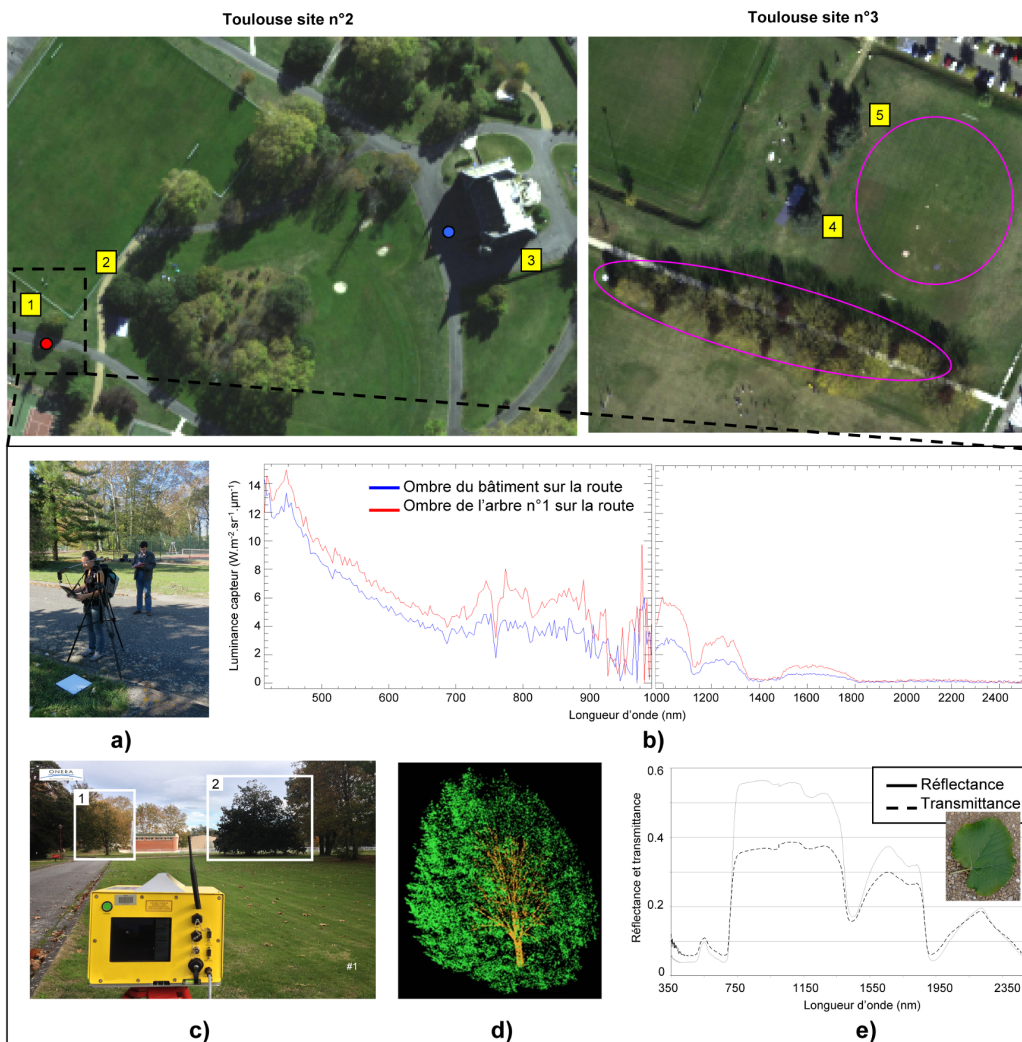 Toulouse site n°2
Toulouse site n°3
1
2
3
4
5
Ombre du bâtiment sur la route
Ombre de l'arbre n°1 sur la route
Luminance capteur (W.m⁻².sr⁻¹.µm⁻¹)
14
12
10
8
6
4
2
0
500 600 700 800 900 1000 1200 1400 1600 1800 2000 2200 2400
Longueur d'onde (nm)
a)
b)
ONERA
1
2
#1
c)
d)
Réflectance
Transmittance
Réflectance et transmittance
0.6
0.4
0.2
0
350 750 1150 1550 1950 2350
Longueur d'onde (nm)
e)